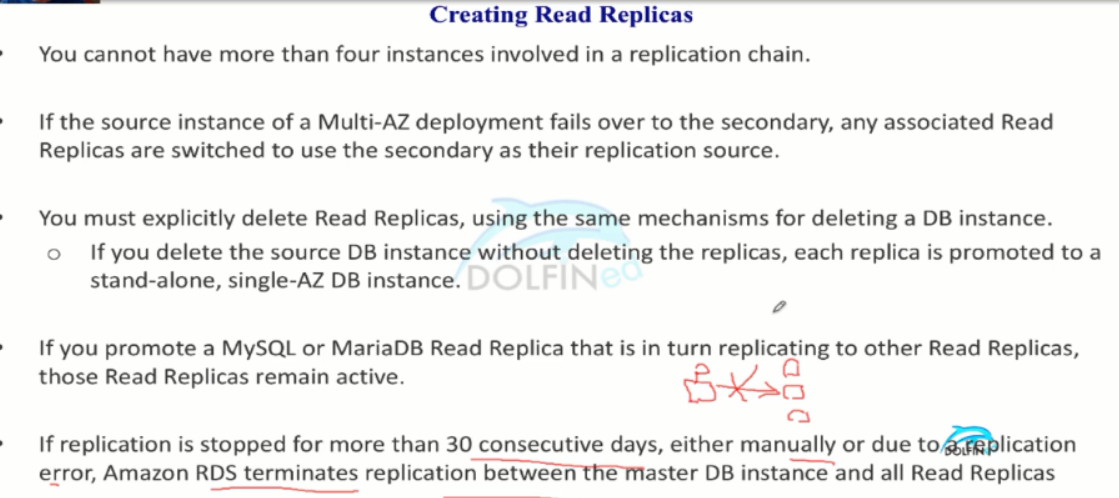 Creating Read Replicas
You cannot have more than four instances involved in a replication chain.
If the source instance of a Multi-AZ deployment fails over to the secondary, any associated Read
Replicas are switched to use the secondary as their replication source.
You must explicitly delete Read Replicas, using the same mechanisms for deleting a DB instance.
o If you delete the source DB instance without deleting the replicas, each replica is promoted to a
stand-alone, single-AZ DB instance.
DOLFINed
If you promote a MySQL or MariaDB Read Replica that is in turn replicating to other Read Replicas,
those Read Replicas remain active.
If replication is stopped for more than 30 consecutive days, either manually or due to a replication
error, Amazon RDS terminates replication between the master DB instance and all Read Replicas